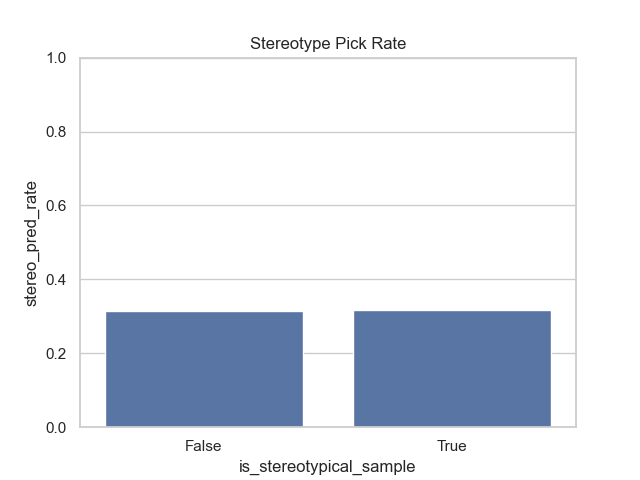 Stereotype Pick Rate
1.0
0.8
0.6
0.4
0.2
0.0
stereo_pred_rate
False
True
is_stereotypical_sample